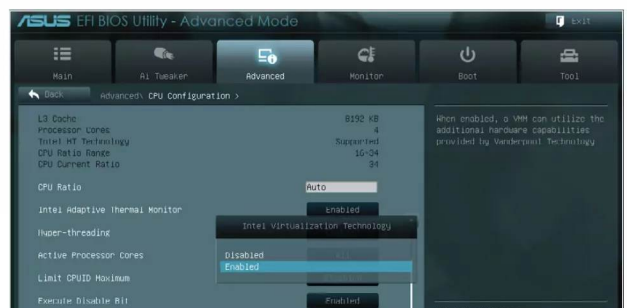 ASUS EFI BIOS Utility - Advanced Mode
Exit
Main
Ai Tweaker
Advanced
Monitor
Boot
Tool
Back
Advanced\ CPU Configuration >
L3 Cache 8192 KB
Processor Cores 4
Intel HT Technology Supported
CPU Ratio Range 16-34
CPU Current Ratio 34
CPU Ratio Auto
Intel Adaptive Thermal Monitor Enabled
Hyper-threading
Active Processor Cores All
Limit CPUID Maximum
Execute Disable Bit Enabled
Intel Virtualization Technology
Disabled
Enabled
When enabled, a VMM can utilize the
additional hardware capabilities
provided by Vanderpool Technology